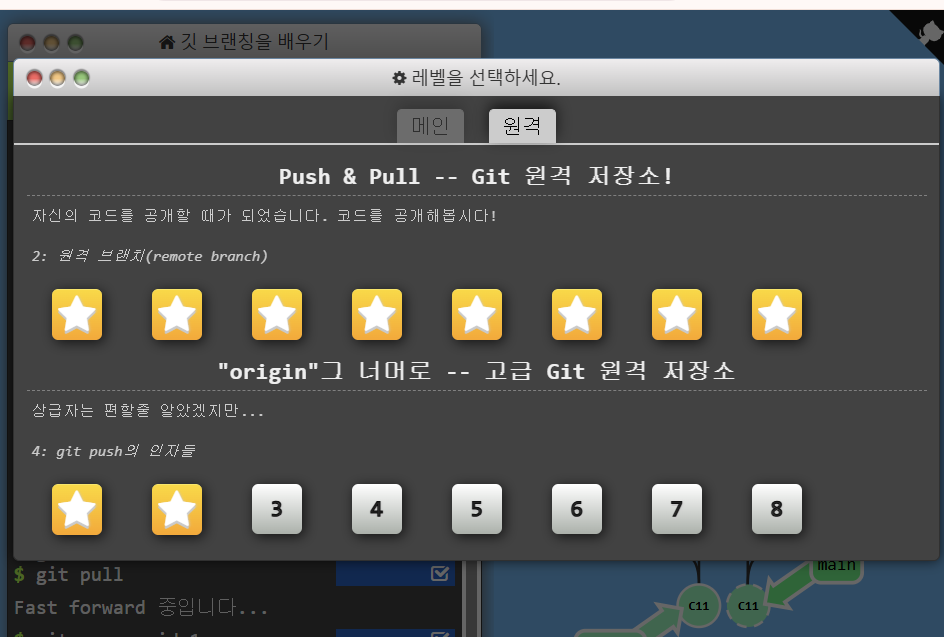 깃 브랜칭을 배우기
레벨을 선택하세요.
메인
원격
Push & Pull -- Git 원격 저장소!
자신의 코드를 공개할 때가 되었습니다. 코드를 공개해봅시다!
2: 원격 브랜치(remote branch)
"origin"그 너머로 -- 고급 Git 원격 저장소
상급자는 편할줄 알았겠지만...
4: git push의 인자들
3 4 5 6 7 8
$ git pull
main
Fast forward 중입니다...
C11 C11